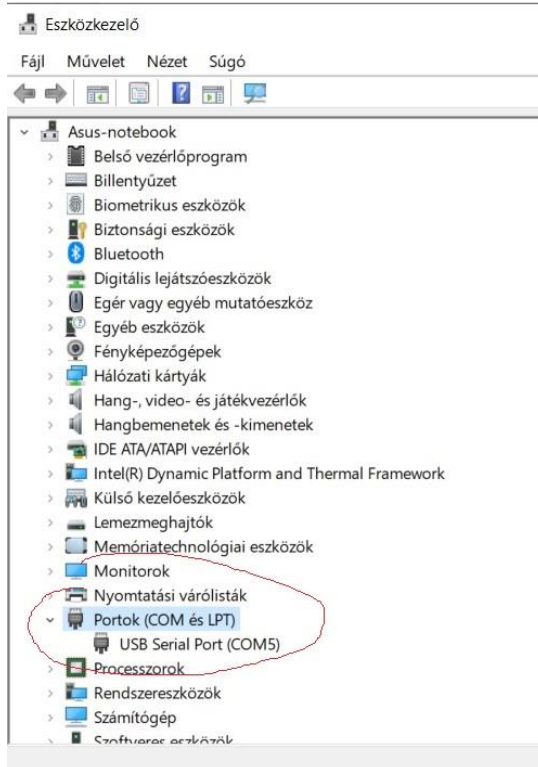 Eszközkezelő
Fájl Művelet Nézet Súgó
Asus-notebook
Belső vezérlőprogram
Billentyűzet
Biometrikus eszközök
Biztonsági eszközök
Bluetooth
Digitális lejátszóeszközök
Egér vagy egyéb mutatóeszköz
Egyéb eszközök
Fényképezőgépek
Hálózati kártyák
Hang-, video- és játékvezérlők
Hangbemenetek és -kimenetek
IDE ATA/ATAPI vezérlők
Intel(R) Dynamic Platform and Thermal Framework
Külső kezelőeszközök
Lemezmeghajtók
Memóriatechnológiai eszközök
Monitorok
Nyomtatási várólisták
Portok (COM és LPT)
USB Serial Port (COM5)
Processzorok
Rendszereszközök
Számítógép
Szoftveres eszközök